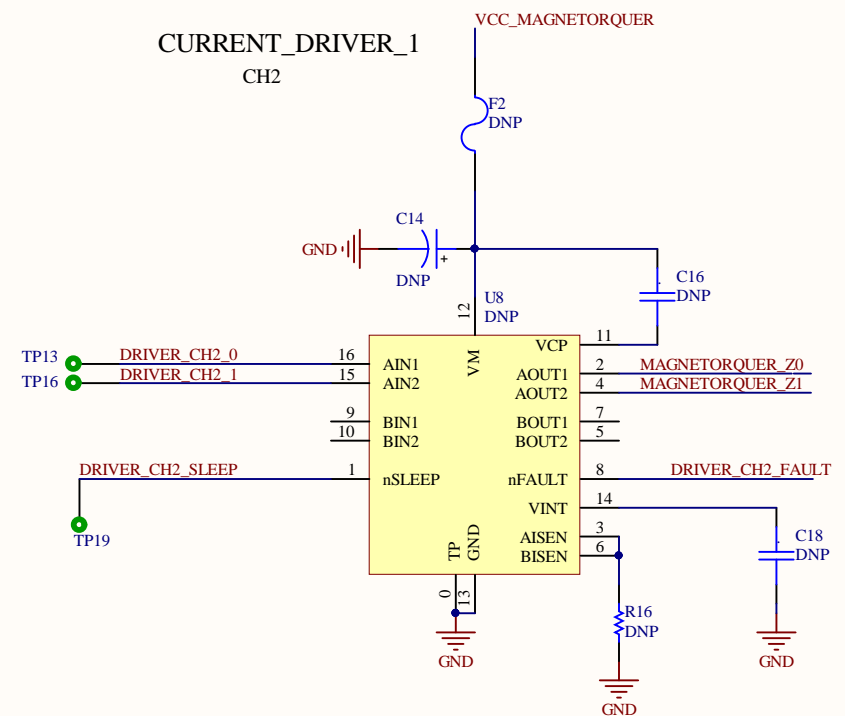 VCC_MAGNETORQUER
CURRENT_DRIVER_1
CH2
F2
DNP
C14
GND
+
DNP
C16
DNP
12
U8
DNP
VM
VCP
11
TP13
DRIVER_CH2_0
16
AIN1
TP16
DRIVER_CH2_1
15
AIN2
AOUT1
2
MAGNETORQUER_Z0
AOUT2
4
MAGNETORQUER_Z1
9
BIN1
BOUT1
7
10
BIN2
BOUT2
5
DRIVER_CH2_SLEEP
1
nSLEEP
nFAULT
8
DRIVER_CH2_FAULT
VINT
14
TP19
AISEN
3
BISEN
6
C18
DNP
TP
GND
0
13
R16
DNP
GND
GND
GND